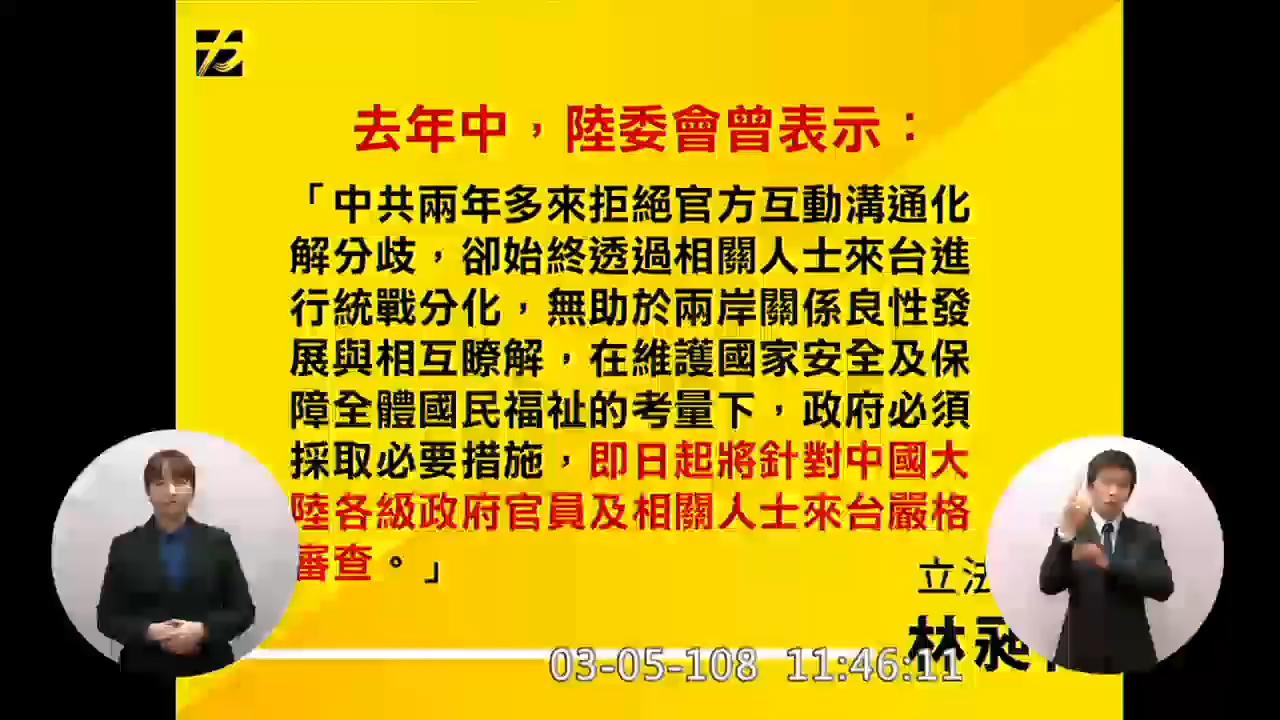 去年中，陸委會曾表示：
「中共兩年多來拒絕官方互動溝通化
解分歧，卻始終透過相關人士來台進
行統戰分化，無助於兩岸關係良性發
展與相互瞭解，在維護國家安全及保
障全體國民福祉的考量下，政府必須
採取必要措施，即日起將針對中國大
陸各級政府官員及相關人士來台嚴格
審查。」
立法
林昶
03-05-108 11:46:11